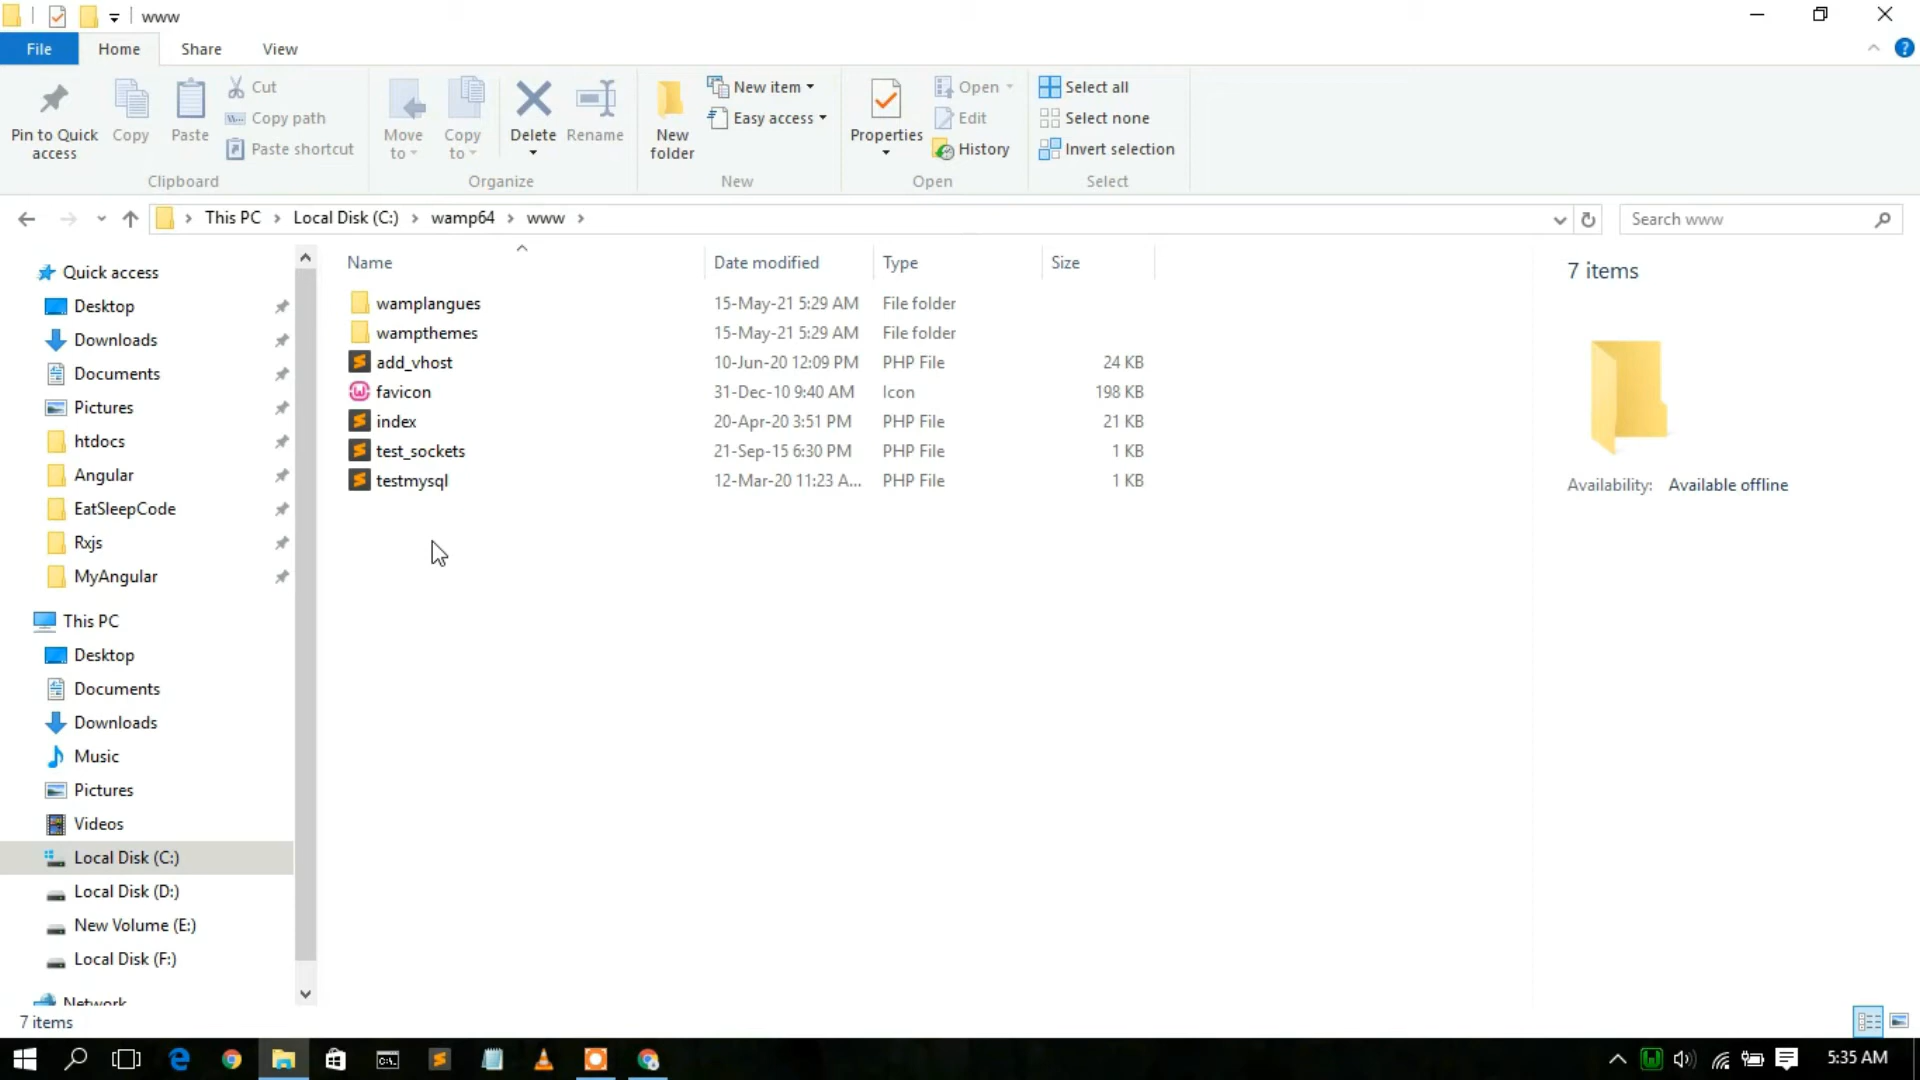 www
File Home Share View
Pin to Quick access
Copy
Paste
Cut
Copy path
Paste shortcut
Clipboard
Move to
Copy to
Delete
Rename
Organize
New folder
New item
Easy access
New
Properties
Open
Edit
History
Open
Select all
Select none
Invert selection
Select
This PC Local Disk (C:) wamp64 www
Search www
Quick access
Desktop
Downloads
Documents
Pictures
htdocs
Angular
EatSleepCode
Rxjs
MyAngular
This PC
Desktop
Documents
Downloads
Music
Pictures
Videos
Local Disk (C:)
Local Disk (D:)
New Volume (E:)
Local Disk (F:)
Network
Name Date modified Type Size
wamplangues 15-May-21 5:29 AM File folder
wampthemes 15-May-21 5:29 AM File folder
add_vhost 10-Jun-20 12:09 PM PHP File 24 KB
favicon 31-Dec-10 9:40 AM Icon 198 KB
index 20-Apr-20 3:51 PM PHP File 21 KB
test_sockets 21-Sep-15 6:30 PM PHP File 1 KB
testmysql 12-Mar-20 11:23 A... PHP File 1 KB
7 items
Availability: Available offline
7 items
5:35 AM